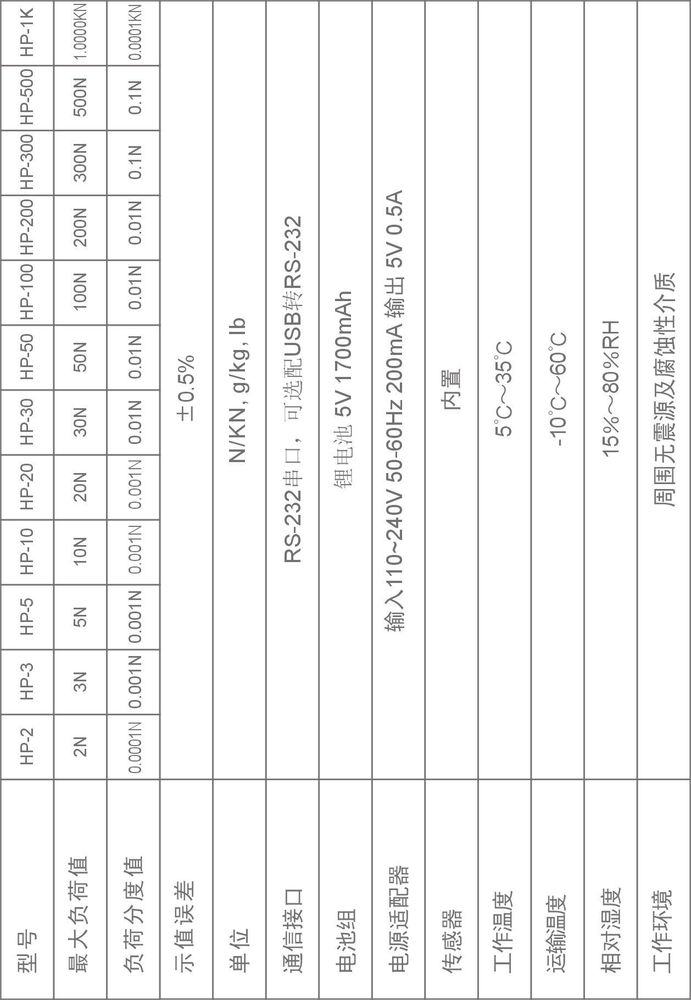 型号 HP-2 HP-3 HP-5 HP-10 HP-20 HP-30 HP-50 HP-100 HP-200 HP-300 HP-500 HP-1K
最大负荷值 2N 3N 5N 10N 20N 30N 50N 100N 200N 300N 500N 1.0000KN
负荷分度值 0.0001N 0.001N 0.001N 0.001N 0.001N 0.01N 0.01N 0.01N 0.01N 0.1N 0.1N 0.0001KN
示值误差 ±0.5%
单位 N/KN, g/kg, lb
通信接口 RS-232串口，可选配USB转RS-232
电池组 锂电池 5V 1700mAh
电源适配器 输入110~240V 50-60Hz 200mA 输出 5V 0.5A
传感器 内置
工作温度 5°C～35°C
运输温度 -10°C～60°C
相对湿度 15%～80%RH
工作环境 周围无震源及腐蚀性介质